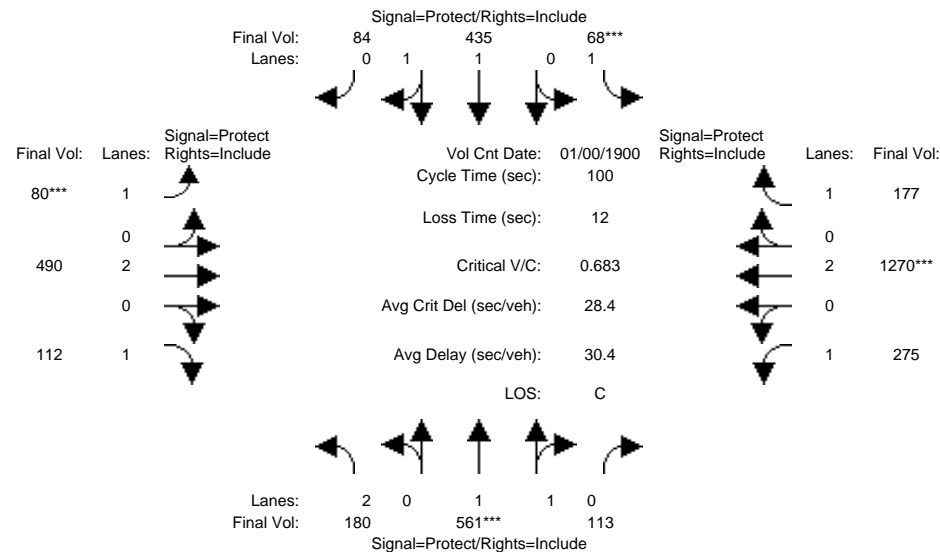 Signal=Protect/Rights=Include
Final Vol: 84 435 68***
Lanes: 0 1 1 0 1
Signal=Protect Signal=Protect
Final Vol: Lanes: Rights=Include Vol Cnt Date: 01/00/1900 Rights=Include Lanes: Final Vol:
Cycle Time (sec): 100
80*** 1 1 177
Loss Time (sec): 12
0 0
490 2 Critical V/C: 0.683 2 1270***
0 Avg Crit Del (sec/veh): 28.4 0
112 1 Avg Delay (sec/veh): 30.4 1 275
LOS: C
Lanes: 2 0 1 1 0
Final Vol: 180 561*** 113
Signal=Protect/Rights=Include